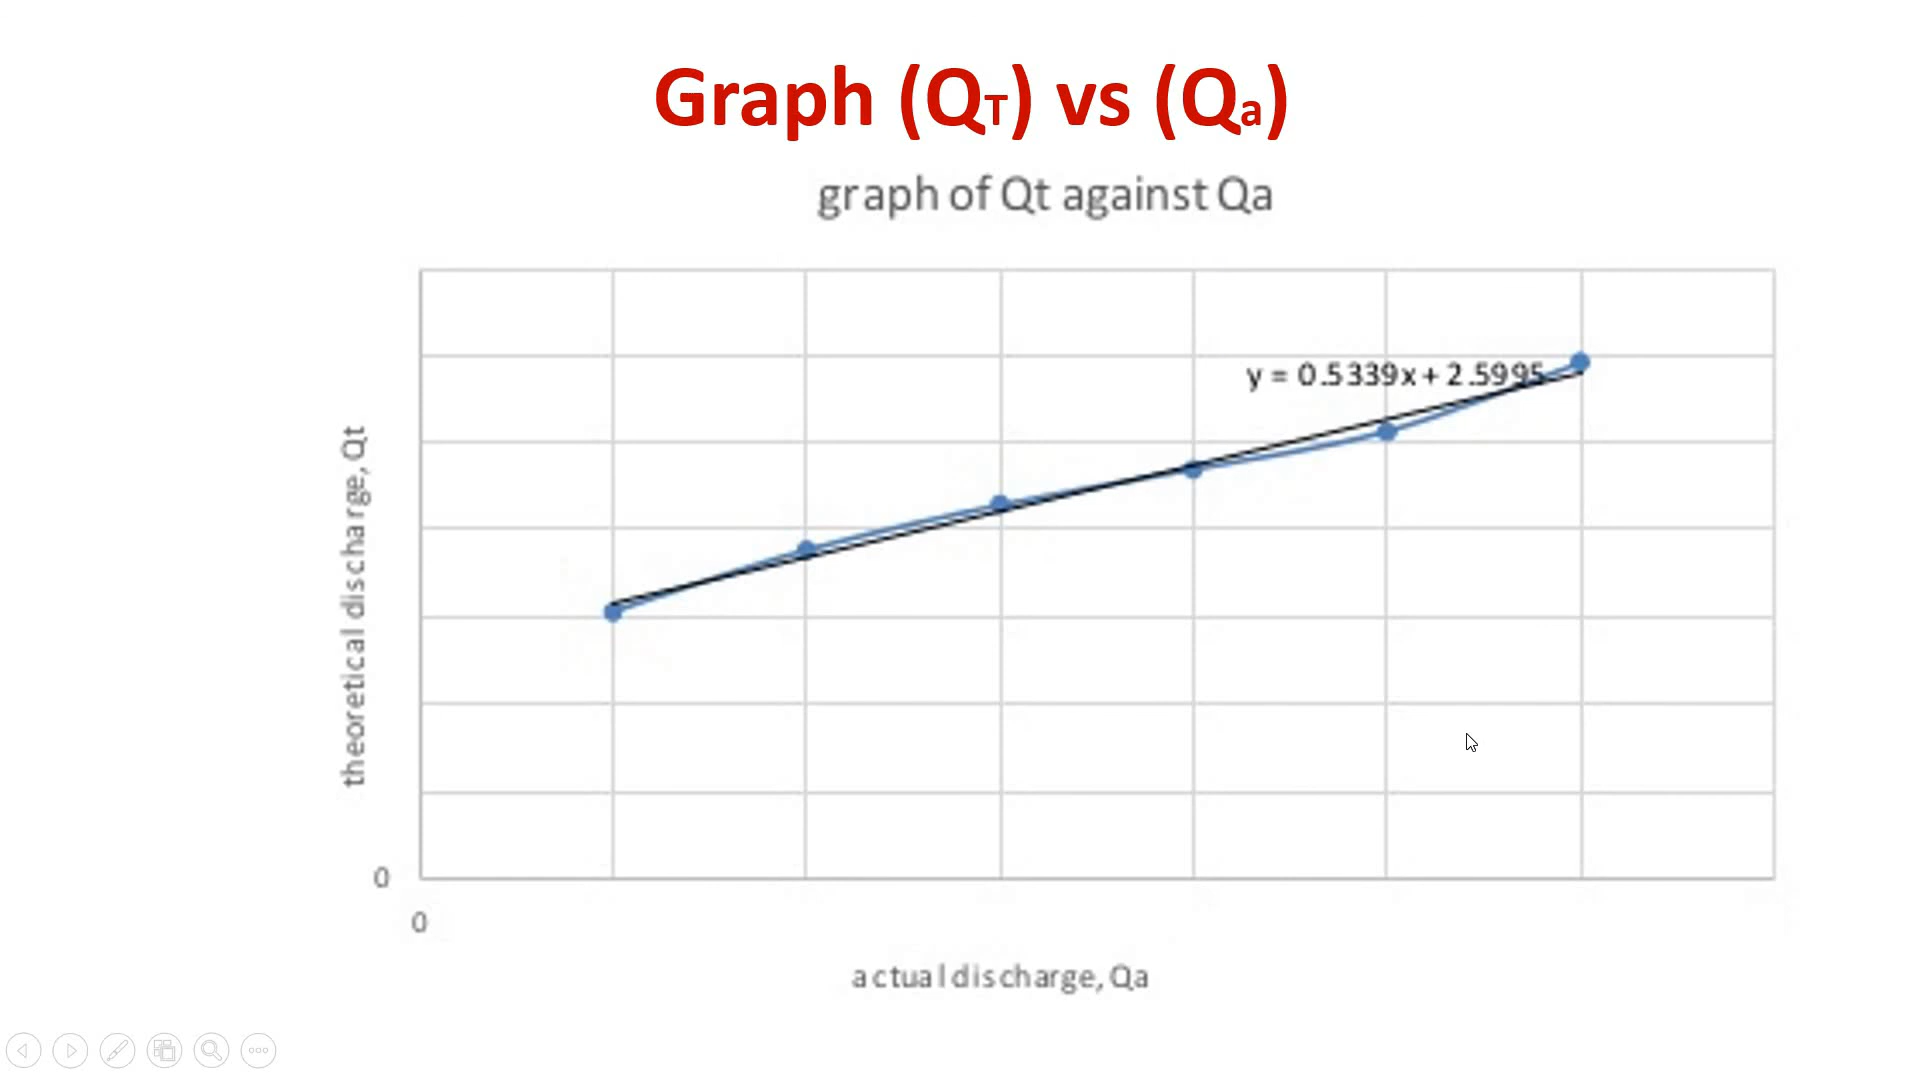 Graph (QT) vs (Qa)
graph of Qt against Qa
y = 0.5339x + 2.5995
theoretical discharge, Qt
0
0
actual discharge, Qa